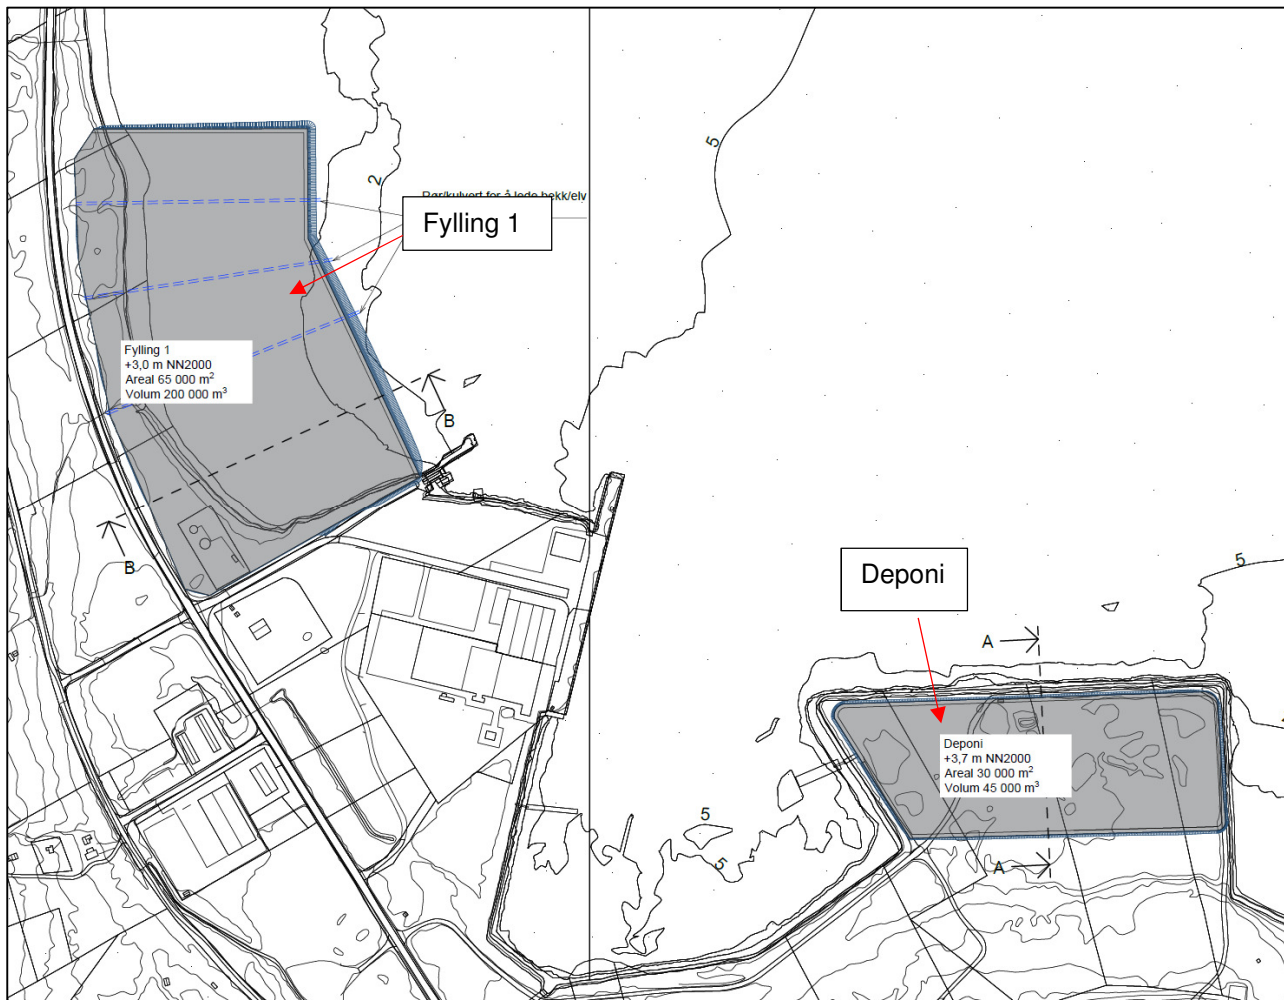 5
2
Rør/kulvert for å lede bekk/elv
Fylling 1
Fylling 1
+3,0 m NN2000
Areal 65 000 m²
Volum 200 000 m³
B
B
Deponi
5
A
Deponi
+3,7 m NN2000
Areal 30 000 m²
Volum 45 000 m³
5
5
A